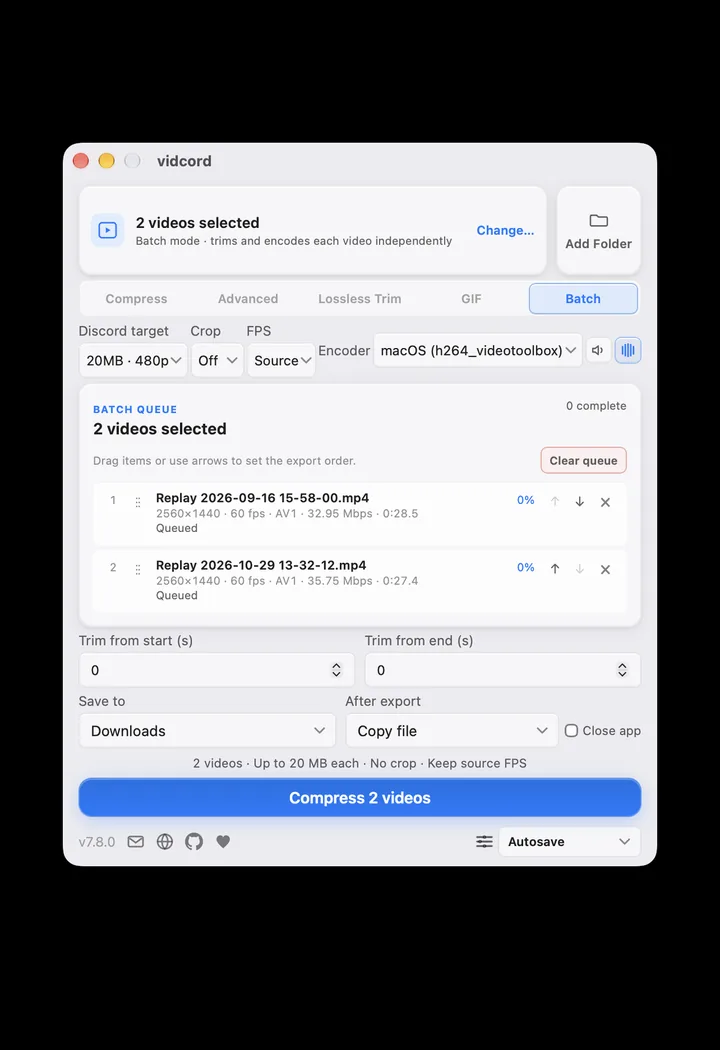 vidcord
2 videos selected
Batch mode · trims and encodes each video independently
Change...
Add Folder
Compress
Advanced
Lossless Trim
GIF
Batch
Discord target
Crop
FPS
20MB · 480p
Off
Source
Encoder
macOS (h264_videotoolbox)
BATCH QUEUE
0 complete
2 videos selected
Drag items or use arrows to set the export order.
Clear queue
1
Replay 2026-09-16 15-58-00.mp4
0%
2560×1440 · 60 fps · AV1 · 32.95 Mbps · 0:28.5
Queued
2
Replay 2026-10-29 13-32-12.mp4
0%
2560×1440 · 60 fps · AV1 · 35.75 Mbps · 0:27.4
Queued
Trim from start (s)
Trim from end (s)
0
0
Save to
After export
Downloads
Copy file
Close app
2 videos · Up to 20 MB each · No crop · Keep source FPS
Compress 2 videos
v7.8.0
Autosave